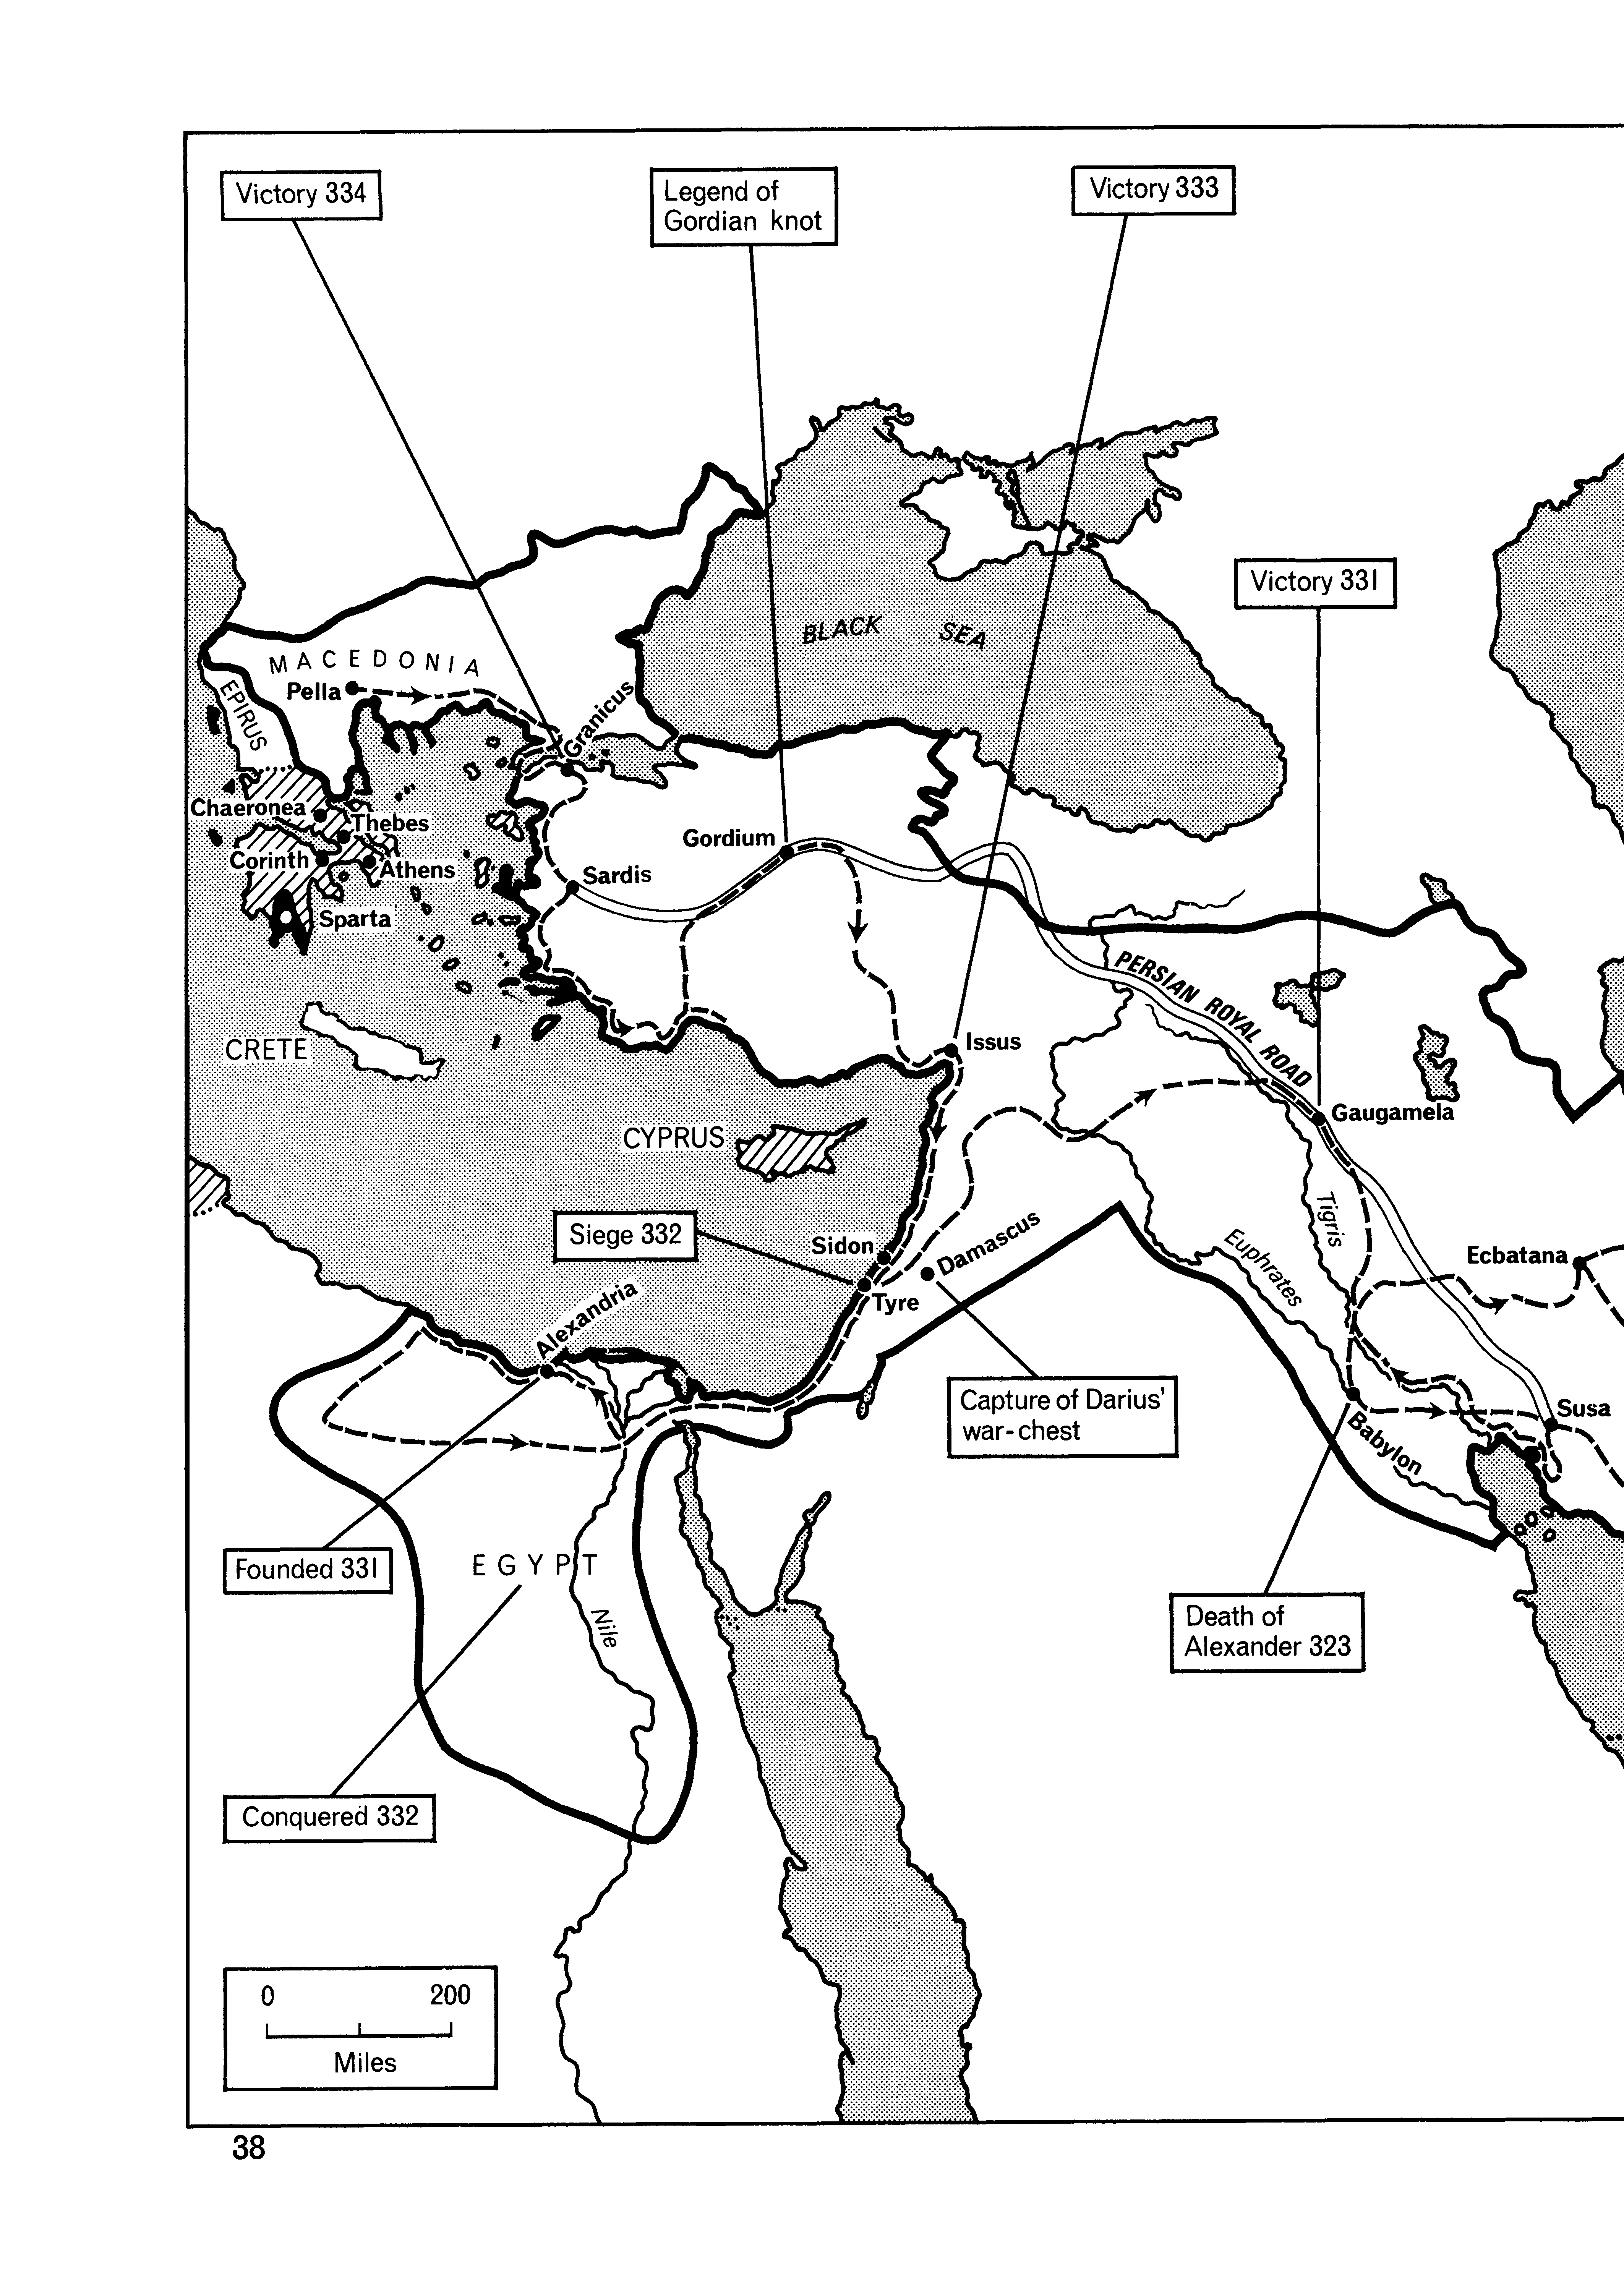 Victory 334
Legend of
Gordian knot
Victory 333
Victory 331
BLACK SEA
MACEDONIA
Pella
EPIRUS
Granicus
Chaeronea
Thebes
Corinth
Athens
Sparta
Gordium
Sardis
PERSIAN ROYAL ROAD
CRETE
Issus
Gaugamela
CYPRUS
Siege 332
Sidon
Damascus
Tyre
Tigris
Euphrates
Ecbatana
Alexandria
Capture of Darius'
war-chest
Susa
Babylon
Founded 331
EGYPT
Nile
Death of
Alexander 323
Conquered 332
0 200
Miles
38